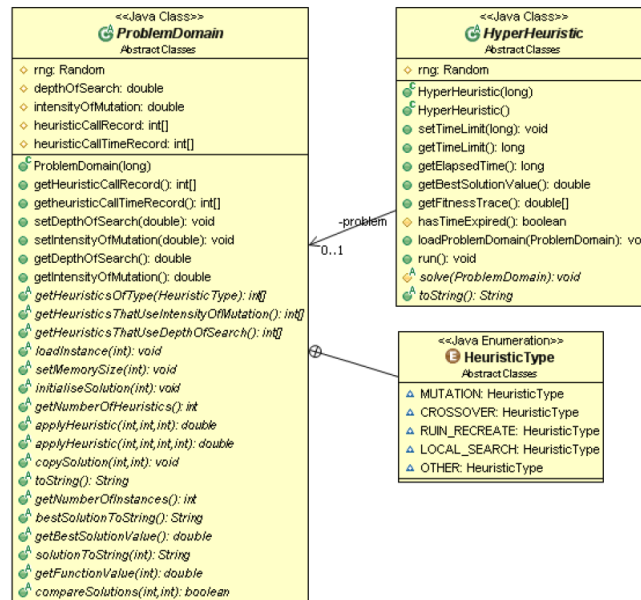 <<Java Class>>
ProblemDomain
Abstract Classes
rng: Random
depthOfSearch: double
intensityOfMutation: double
heuristicCallRecord: int[]
heuristicCallTimeRecord: int[]
ProblemDomain(long)
getHeuristicCallRecord(): int[]
getheuristicCallTimeRecord(): int[]
setDepthOfSearch(double): void
setIntensityOfMutation(double): void
getDepthOfSearch(): double
getIntensityOfMutation(): double
getHeuristicsOfType(HeuristicType): int[]
getHeuristicsThatUseIntensityOfMutation(): int[]
getHeuristicsThatUseDepthOfSearch(): int[]
loadInstance(int): void
setMemorySize(int): void
initialiseSolution(int): void
getNumberOfHeuristics(): int
applyHeuristic(int,int,int): double
applyHeuristic(int,int,int,int): double
copySolution(int,int): void
toString(): String
getNumberOfInstances(): int
bestSolutionToString(): String
getBestSolutionValue(): double
solutionToString(int): String
getFunctionValue(int): double
compareSolutions(int,int): boolean
-problem
0..1
<<Java Class>>
HyperHeuristic
Abstract Classes
rng: Random
HyperHeuristic(long)
HyperHeuristic()
setTimeLimit(long): void
getTimeLimit(): long
getElapsedTime(): long
getBestSolutionValue(): double
getFitnessTrace(): double[]
hasTimeExpired(): boolean
loadProblemDomain(ProblemDomain): vo
run(): void
solve(ProblemDomain): void
toString(): String
<<Java Enumeration>>
HeuristicType
Abstract Classes
MUTATION: HeuristicType
CROSSOVER: HeuristicType
RUIN_RECREATE: HeuristicType
LOCAL_SEARCH: HeuristicType
OTHER: HeuristicType